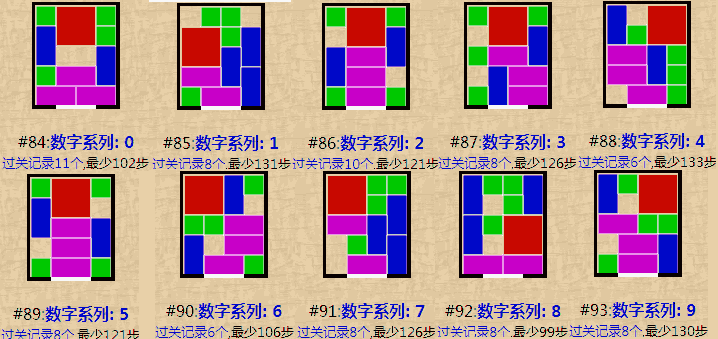 #84:数字系列: 0
过关记录11个,最少102步
#85:数字系列: 1
过关记录8个,最少131步
#86:数字系列: 2
过关记录10个,最少121步
#87:数字系列: 3
过关记录8个,最少126步
#88:数字系列: 4
过关记录6个,最少133步
#89:数字系列: 5
过关记录8个,最少121步
#90:数字系列: 6
过关记录6个,最少106步
#91:数字系列: 7
过关记录8个,最少126步
#92:数字系列: 8
过关记录8个,最少99步
#93:数字系列: 9
过关记录8个,最少130步